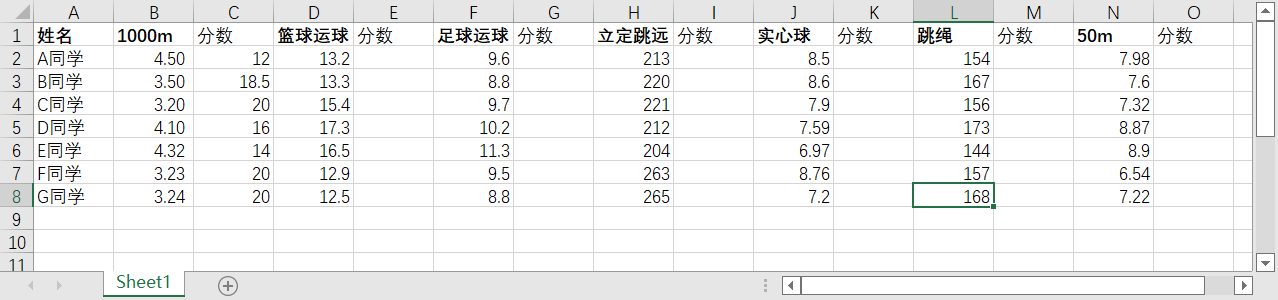 A B C D E F G H I J K L M N O
1 姓名 1000m 分数 篮球运球 分数 足球运球 分数 立定跳远 分数 实心球 分数 跳绳 分数 50m 分数
2 A同学 4.50 12 13.2 9.6 213 8.5 154 7.98
3 B同学 3.50 18.5 13.3 8.8 220 8.6 167 7.6
4 C同学 3.20 20 15.4 9.7 221 7.9 156 7.32
5 D同学 4.10 16 17.3 10.2 212 7.59 173 8.87
6 E同学 4.32 14 16.5 11.3 204 6.97 144 8.9
7 F同学 3.23 20 12.9 9.5 263 8.76 157 6.54
8 G同学 3.24 20 12.5 8.8 265 7.2 168 7.22
9
10
11
Sheet1